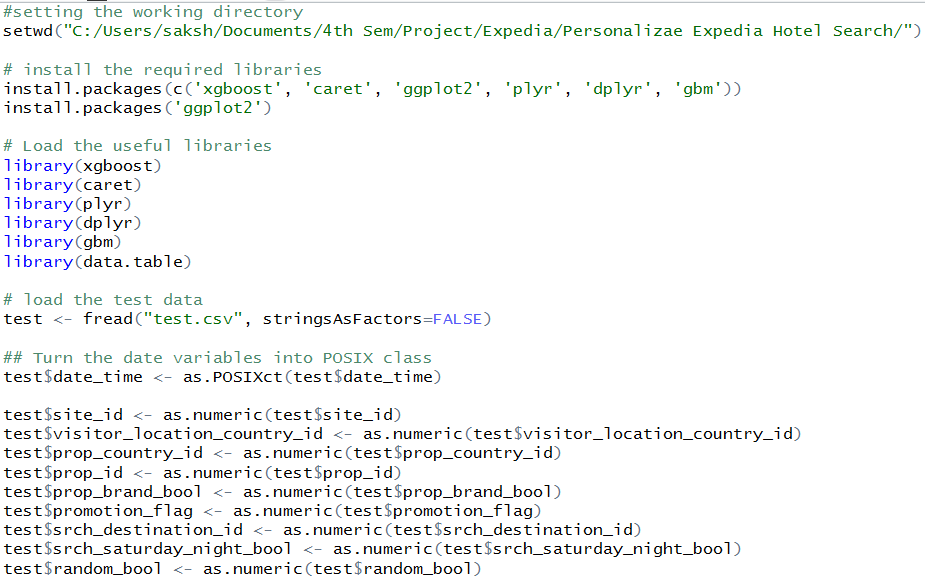 #setting the working directory
setwd("C:/Users/saksh/Documents/4th Sem/Project/Expedia/Personalizae Expedia Hotel Search/")
# install the required libraries
install.packages(c('xgboost', 'caret', 'ggplot2', 'plyr', 'dplyr', 'gbm'))
install.packages('ggplot2')
# Load the useful libraries
library(xgboost)
library(caret)
library(plyr)
library(dplyr)
library(gbm)
library(data.table)
# load the test data
test <- fread("test.csv", stringsAsFactors=FALSE)
## Turn the date variables into POSIX class
test$date_time <- as.POSIXct(test$date_time)
test$site_id <- as.numeric(test$site_id)
test$visitor_location_country_id <- as.numeric(test$visitor_location_country_id)
test$prop_country_id <- as.numeric(test$prop_country_id)
test$prop_id <- as.numeric(test$prop_id)
test$prop_brand_bool <- as.numeric(test$prop_brand_bool)
test$promotion_flag <- as.numeric(test$promotion_flag)
test$srch_destination_id <- as.numeric(test$srch_destination_id)
test$srch_saturday_night_bool <- as.numeric(test$srch_saturday_night_bool)
test$random_bool <- as.numeric(test$random_bool)